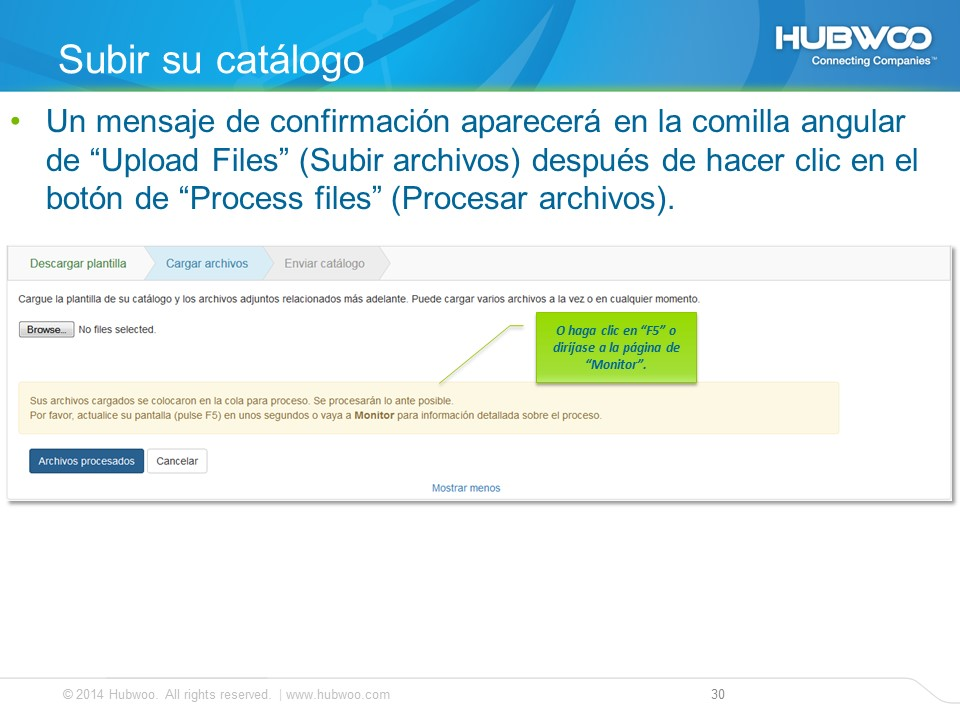 Subir su catálogo
HUBWOO
Connecting Companies™
• Un mensaje de confirmación aparecerá en la comilla angular
de “Upload Files” (Subir archivos) después de hacer clic en el
botón de “Process files” (Procesar archivos).
Descargar plantilla
Cargar archivos
Enviar catálogo
Cargue la plantilla de su catálogo y los archivos adjuntos relacionados más adelante. Puede cargar varios archivos a la vez o en cualquier momento.
Browse... No files selected.
O haga clic en “F5” o
dirijase a la página de
“Monitor”.
Sus archivos cargados se colocaron en la cola para proceso. Se procesarán lo ante posible.
Por favor, actualice su pantalla (pulse F5) en unos segundos o vaya a Monitor para información detallada sobre el proceso.
Archivos procesados
Cancelar
Mostrar menos
© 2014 Hubwoo. All rights reserved. | www.hubwoo.com
30